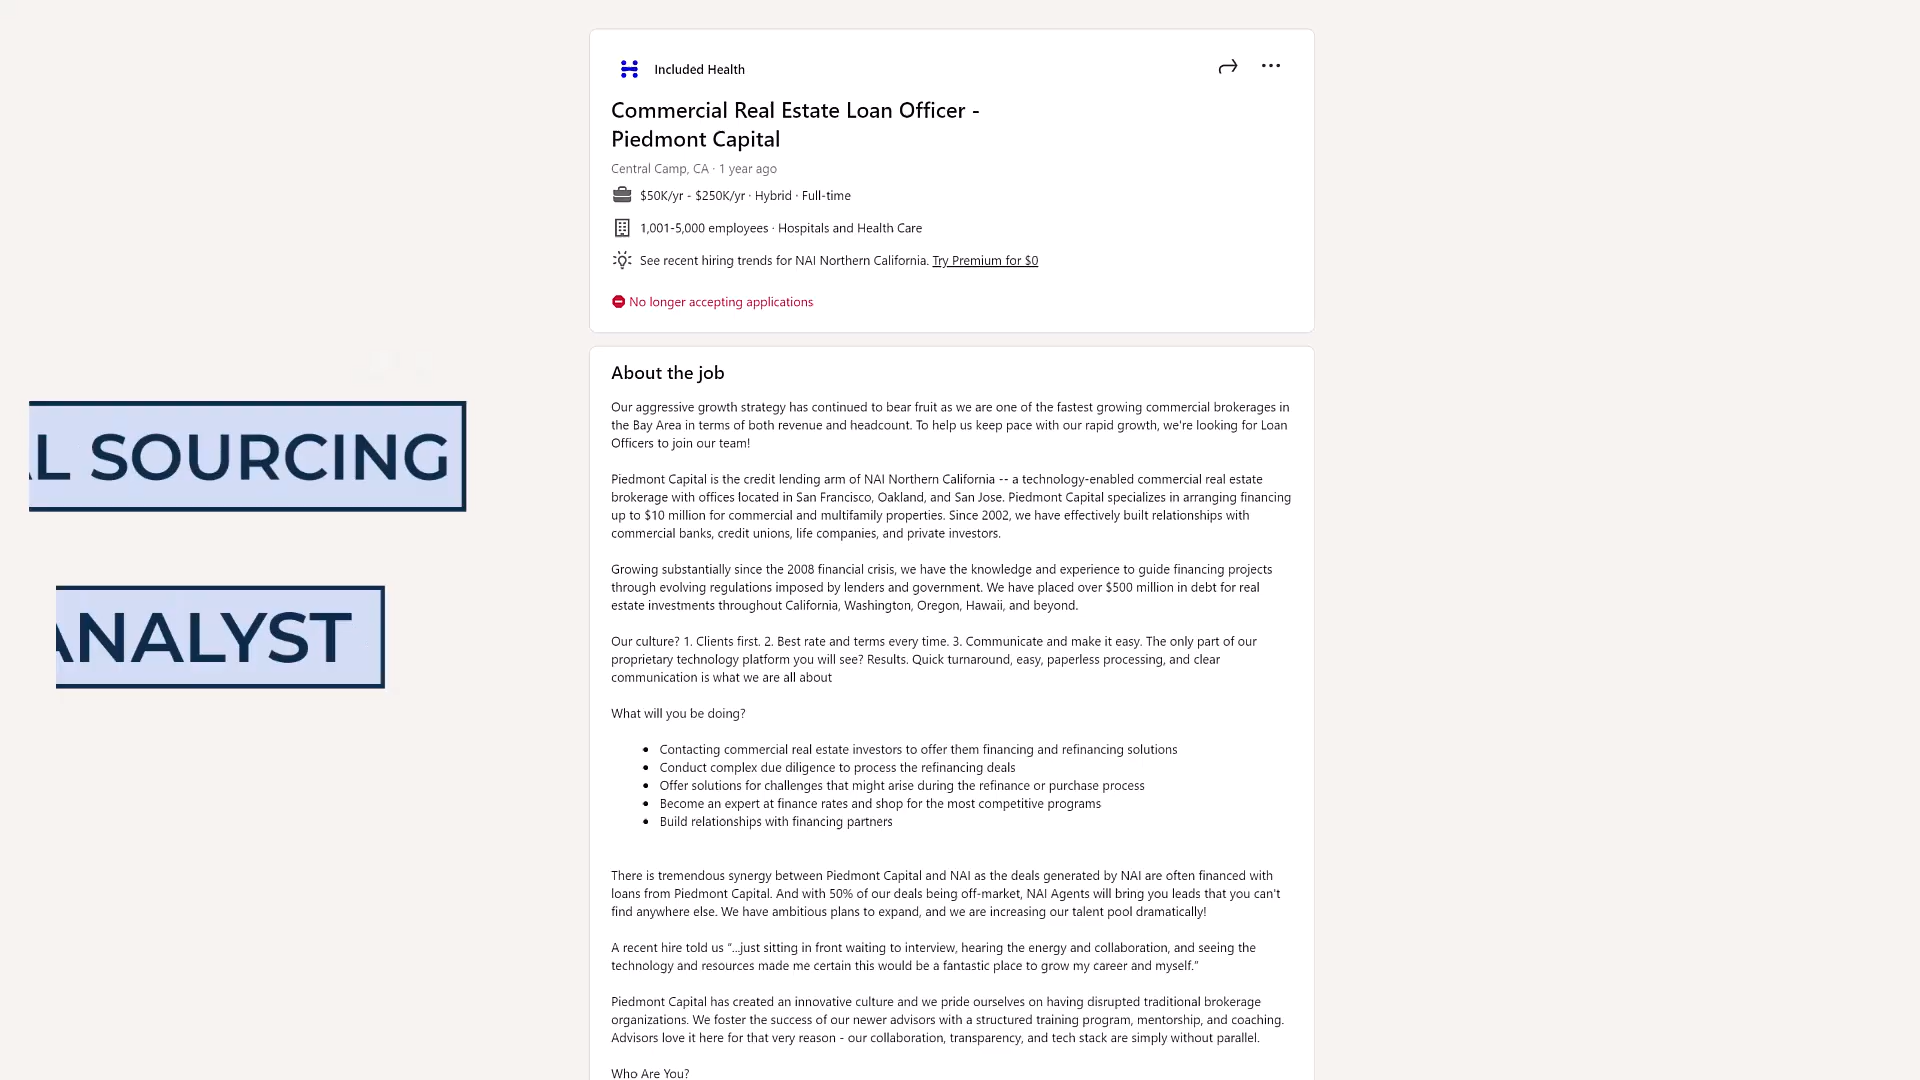 Included Health
Commercial Real Estate Loan Officer -
Piedmont Capital
Central Camp, CA · 1 year ago
$50K/yr - $250K/yr · Hybrid · Full-time
1,001-5,000 employees · Hospitals and Health Care
See recent hiring trends for NAI Northern California. Try Premium for $0
No longer accepting applications
L SOURCING
ANALYST
About the job
Our aggressive growth strategy has continued to bear fruit as we are one of the fastest growing commercial brokerages in
the Bay Area in terms of both revenue and headcount. To help us keep pace with our rapid growth, we're looking for Loan
Officers to join our team!
Piedmont Capital is the credit lending arm of NAI Northern California -- a technology-enabled commercial real estate
brokerage with offices located in San Francisco, Oakland, and San Jose. Piedmont Capital specializes in arranging financing
up to $10 million for commercial and multifamily properties. Since 2002, we have effectively built relationships with
commercial banks, credit unions, life companies, and private investors.
Growing substantially since the 2008 financial crisis, we have the knowledge and experience to guide financing projects
through evolving regulations imposed by lenders and government. We have placed over $500 million in debt for real
estate investments throughout California, Washington, Oregon, Hawaii, and beyond.
Our culture? 1. Clients first. 2. Best rate and terms every time. 3. Communicate and make it easy. The only part of our
proprietary technology platform you will see? Results. Quick turnaround, easy, paperless processing, and clear
communication is what we are all about
What will you be doing?
• Contacting commercial real estate investors to offer them financing and refinancing solutions
• Conduct complex due diligence to process the refinancing deals
• Offer solutions for challenges that might arise during the refinance or purchase process
• Become an expert at finance rates and shop for the most competitive programs
• Build relationships with financing partners
There is tremendous synergy between Piedmont Capital and NAI as the deals generated by NAI are often financed with
loans from Piedmont Capital. And with 50% of our deals being off-market, NAI Agents will bring you leads that you can't
find anywhere else. We have ambitious plans to expand, and we are increasing our talent pool dramatically!
A recent hire told us “...just sitting in front waiting to interview, hearing the energy and collaboration, and seeing the
technology and resources made me certain this would be a fantastic place to grow my career and myself.”
Piedmont Capital has created an innovative culture and we pride ourselves on having disrupted traditional brokerage
organizations. We foster the success of our newer advisors with a structured training program, mentorship, and coaching.
Advisors love it here for that very reason - our collaboration, transparency, and tech stack are simply without parallel.
Who Are You?